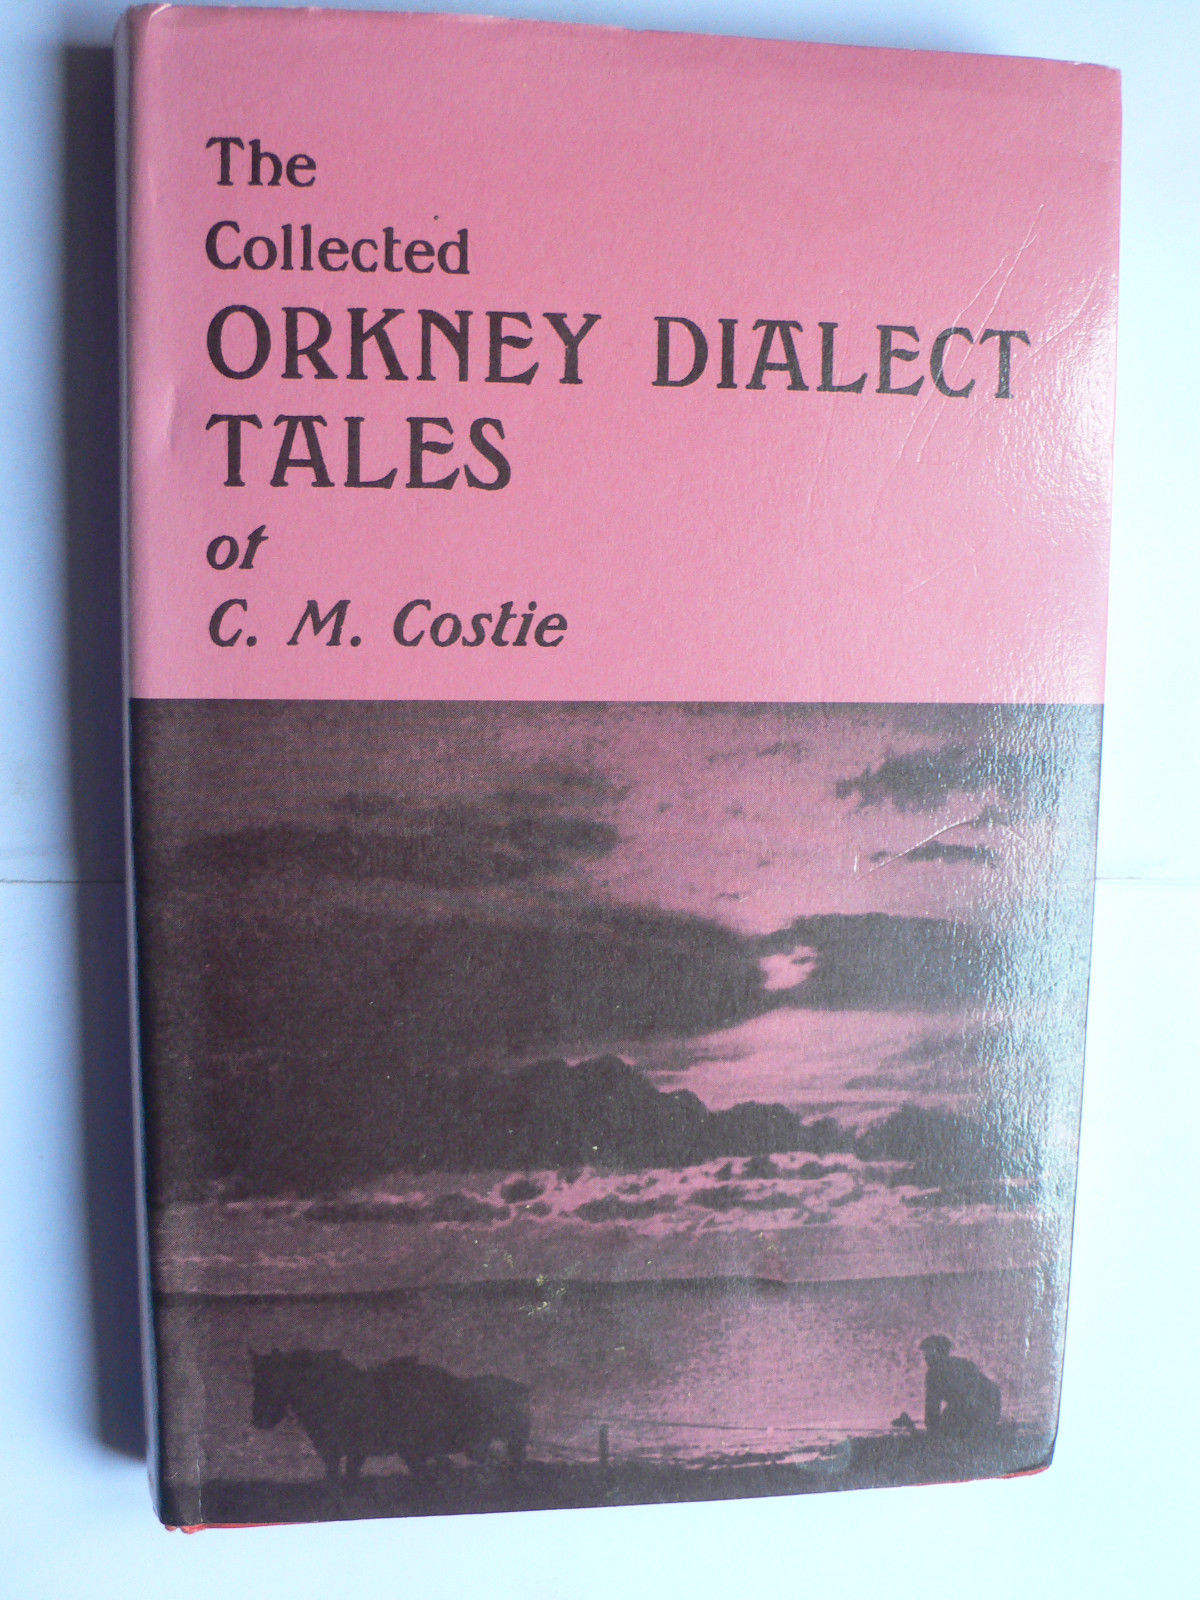 The
Collected
ORKNEY DIALECT
TALES
of
C. M. Costie